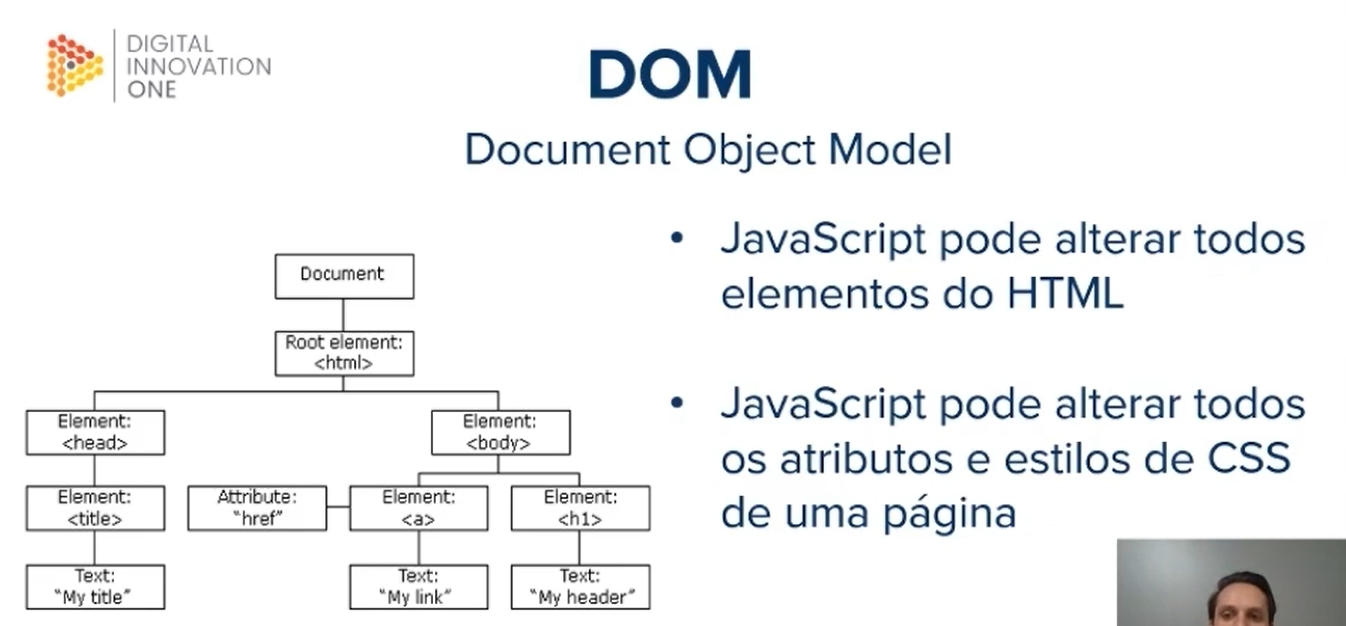 DIGITAL
INNOVATION
ONE
DOM
Document Object Model
Document
Root element:
<html>
Element:
<head>
Element:
<body>
Element:
<title>
Attribute:
"href"
Element:
<a>
Element:
<h1>
Text:
"My title"
Text:
"My link"
Text:
"My header"
• JavaScript pode alterar todos
elementos do HTML
• JavaScript pode alterar todos
os atributos e estilos de CSS
de uma página